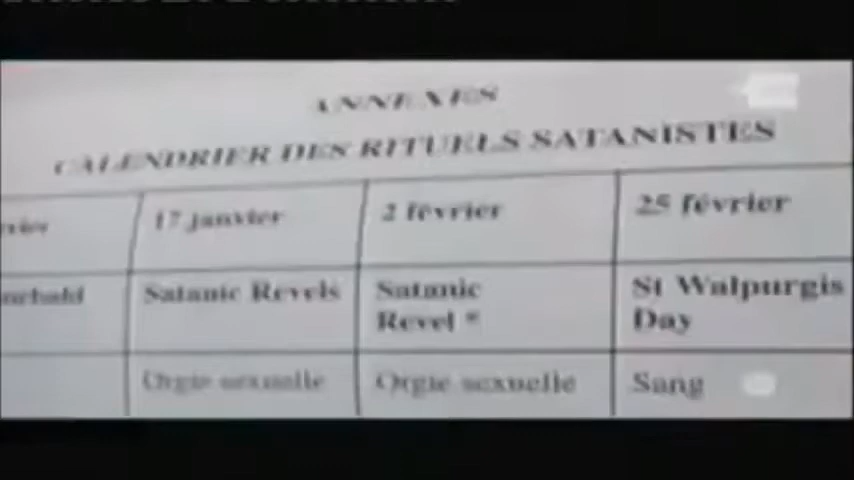 ANNEXES
CALENDRIER DES RITUELS SATANISTES
17 janvier
2 février
25 février
Satanic Revels
Satanic
Revel *
St Walpurgis
Day
Orgie sexuelle
Orgie sexuelle
Sang